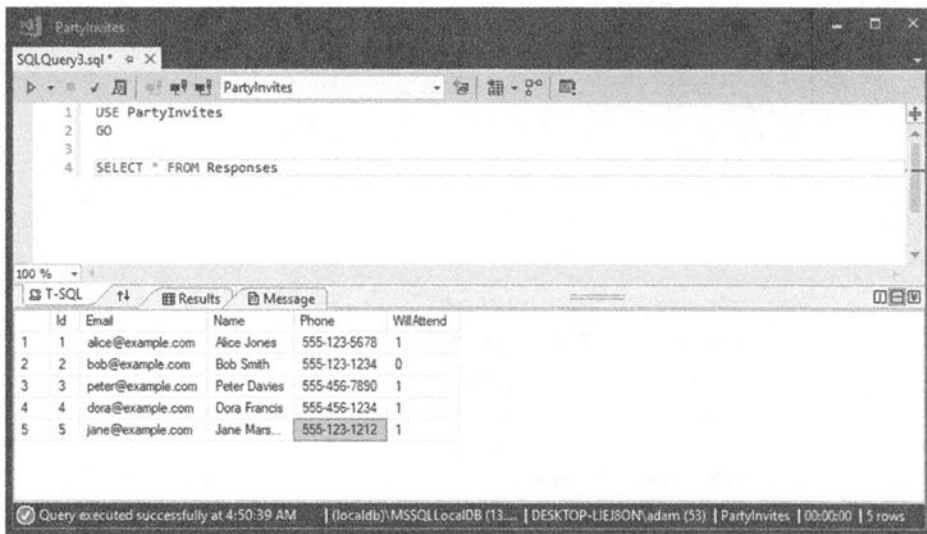 PartyInvites
SQLQuery3.sql*
PartyInvites
1 USE PartyInvites
2 GO
3
4 SELECT * FROM Responses
100 %
T-SQL Results Message
Id Email Name Phone WillAttend
1 1 alice@example.com Alice Jones 555-123-5678 1
2 2 bob@example.com Bob Smith 555-123-1234 0
3 3 peter@example.com Peter Davies 555-456-7890 1
4 4 dora@example.com Dora Francis 555-456-1234 1
5 5 jane@example.com Jane Mars... 555-123-1212 1
Query executed successfully at 4:50:39 AM | (localdb)\MSSQLLocalDB (13.... | DESKTOP-LIEJ8ON\adam (53) | PartyInvites | 00:00:00 | 5 rows